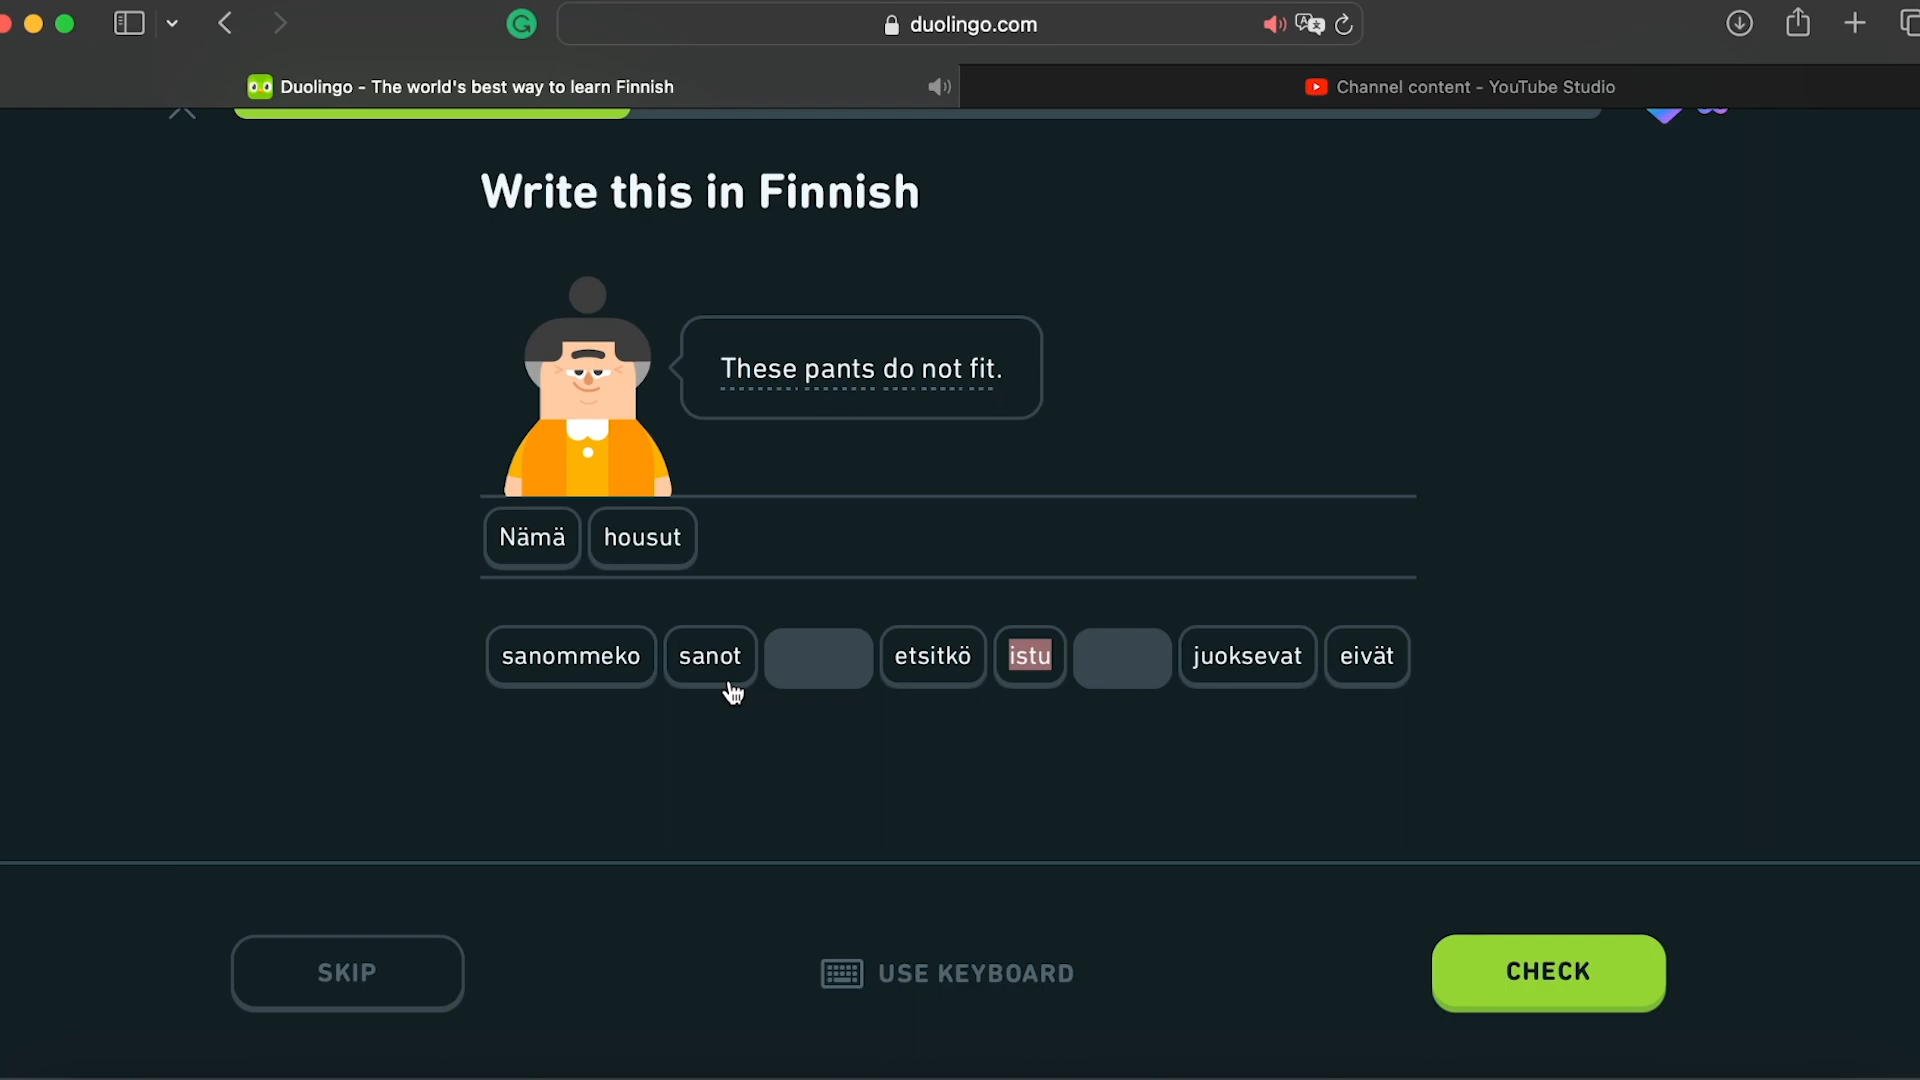 duolingo.com
Duolingo - The world's best way to learn Finnish
Channel content - YouTube Studio
Write this in Finnish
These pants do not fit.
Nämä housut
sanommeko sanot etsitkö istu juoksevat eivät
SKIP USE KEYBOARD CHECK